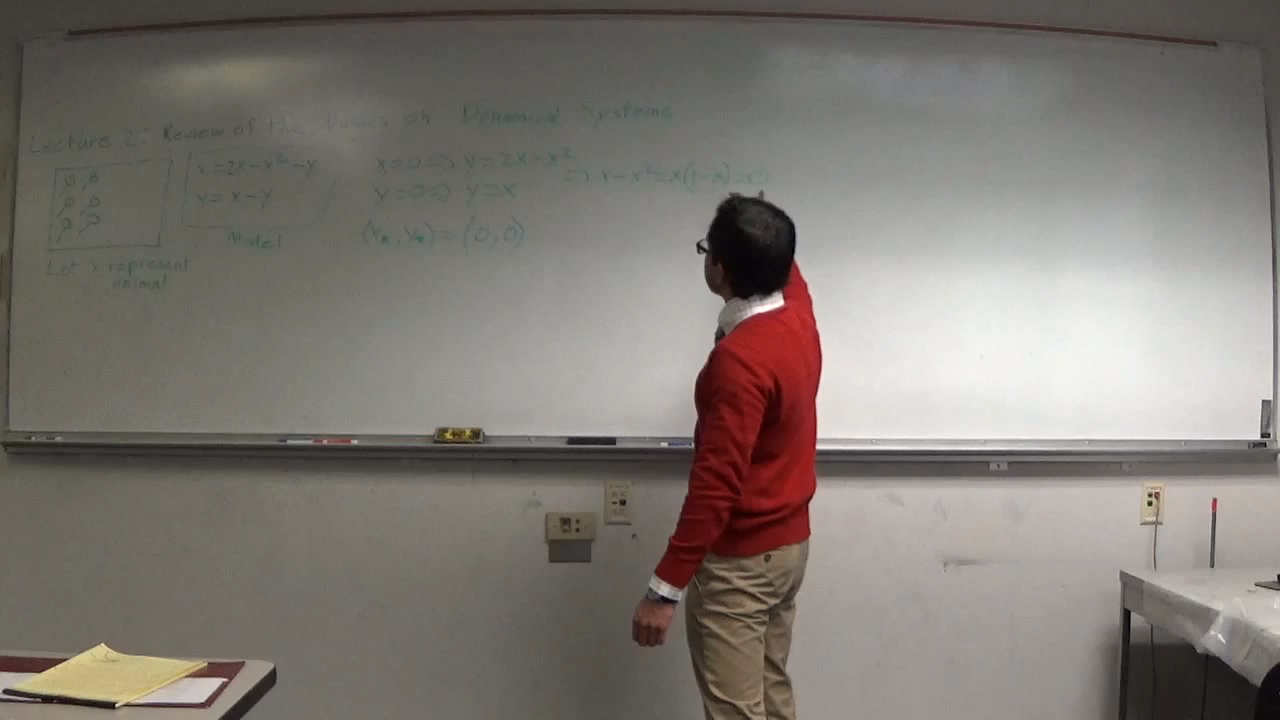 Lecture 2: Review of the Basics of Dynamical Systems
ẋ=2x-x²-y
ẏ=x-y
Model
Let x represent
animal
ẋ=0=> y=2x-x²
ẏ=0=> y=x
(x*, y*)=(0,0)
=> x-x²=x(1-x)=0